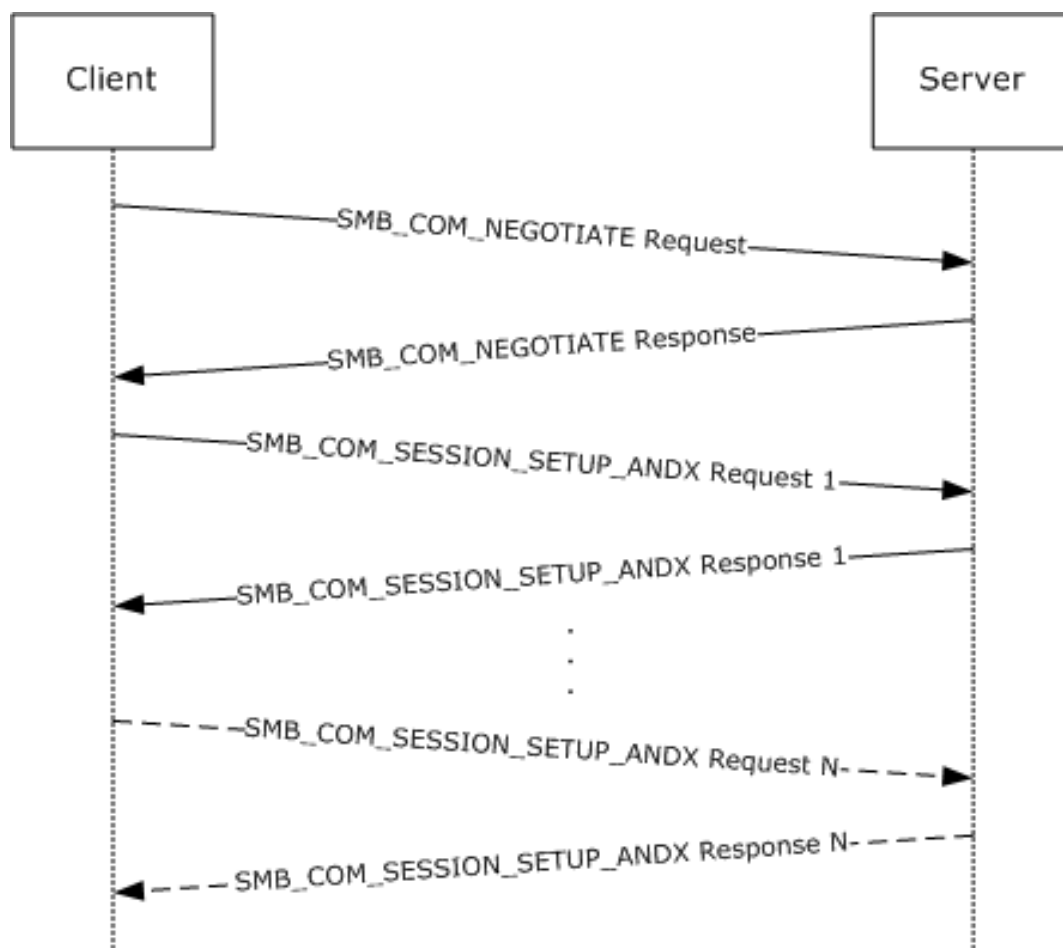 Client
Server
SMB_COM_NEGOTIATE Request
SMB_COM_NEGOTIATE Response
SMB_COM_SESSION_SETUP_ANDX Request 1
SMB_COM_SESSION_SETUP_ANDX Response 1
.
.
.
SMB_COM_SESSION_SETUP_ANDX Request N
SMB_COM_SESSION_SETUP_ANDX Response N